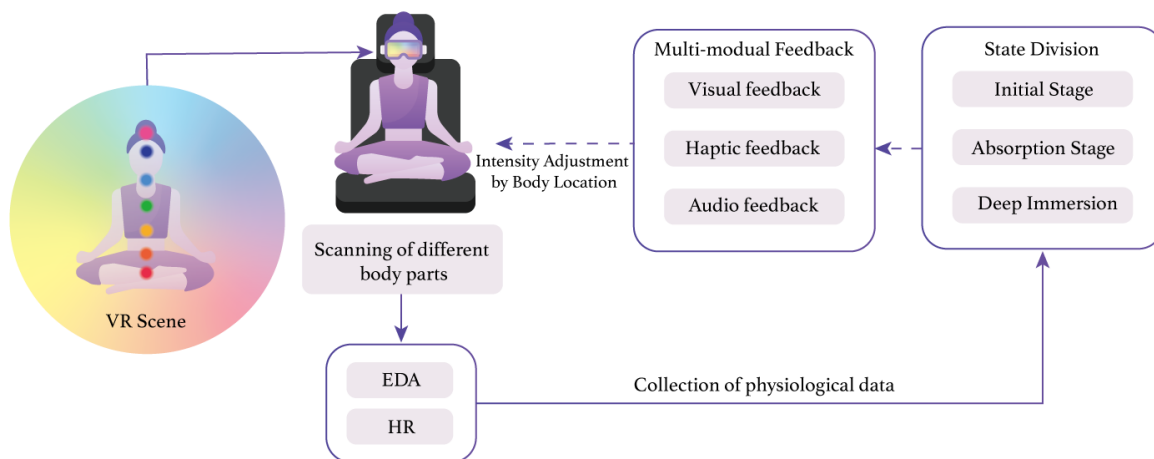 VR Scene
Scanning of different
body parts
EDA
HR
Collection of physiological data
Intensity Adjustment
by Body Location
Multi-modual Feedback
Visual feedback
Haptic feedback
Audio feedback
State Division
Initial Stage
Absorption Stage
Deep Immersion